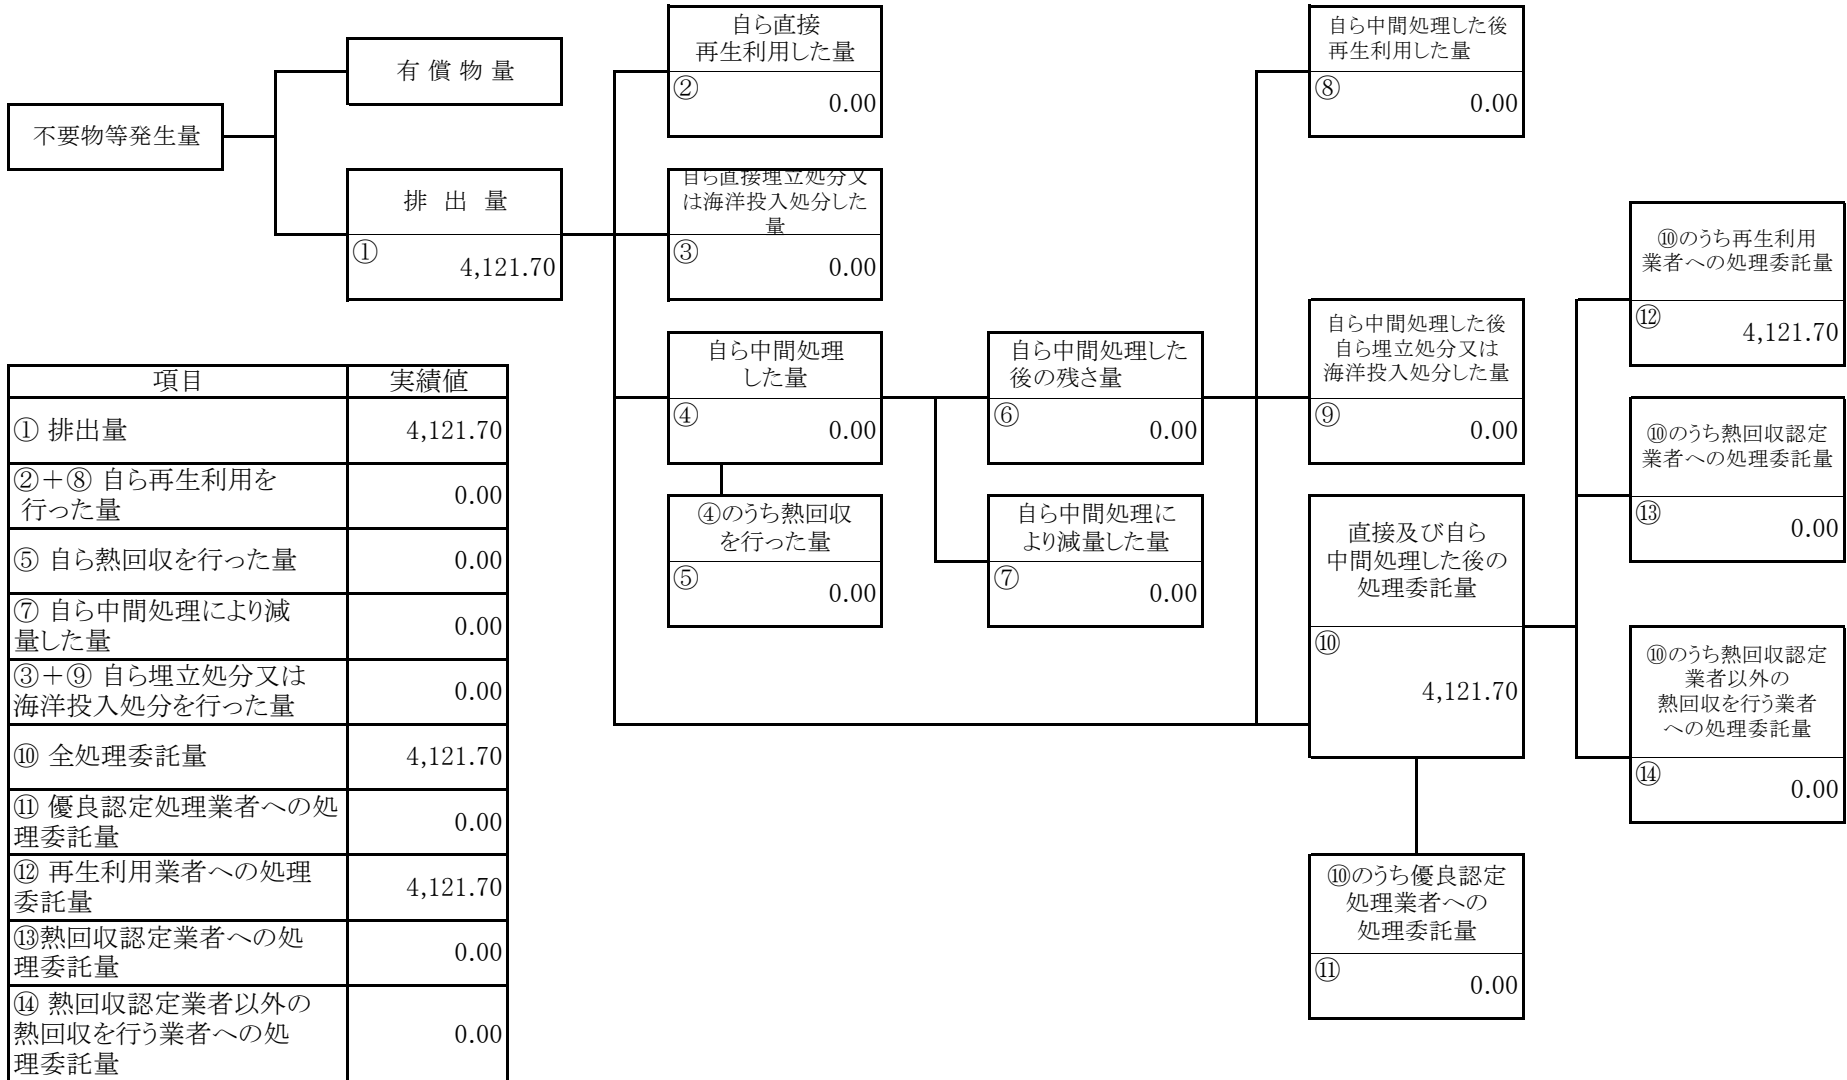 不要物等発生量
有 償 物 量
排 出 量
①
4,121.70
自ら直接
再生利用した量
②
0.00
自ら直接埋立処分又
は海洋投入処分した
量
③
0.00
自ら中間処理
した量
④
0.00
④のうち熱回収
を行った量
⑤
0.00
自ら中間処理した
後の残さ量
⑥
0.00
自ら中間処理に
より減量した量
⑦
0.00
自ら中間処理した後
再生利用した量
⑧
0.00
自ら中間処理した後
自ら埋立処分又は
海洋投入処分した量
⑨
0.00
直接及び自ら
中間処理した後の
処理委託量
⑩
4,121.70
⑩のうち優良認定
処理業者への
処理委託量
⑪
0.00
⑩のうち再生利用
業者への処理委託量
⑫
4,121.70
⑩のうち熱回収認定
業者への処理委託量
⑬
0.00
⑩のうち熱回収認定
業者以外の
熱回収を行う業者
への処理委託量
⑭
0.00
項目 実績値
① 排出量 4,121.70
②+⑧ 自ら再生利用を
行った量 0.00
⑤ 自ら熱回収を行った量 0.00
⑦ 自ら中間処理により減
量した量 0.00
③+⑨ 自ら埋立処分又は
海洋投入処分を行った量 0.00
⑩ 全処理委託量 4,121.70
⑪ 優良認定処理業者への処
理委託量 0.00
⑫ 再生利用業者への処理
委託量 4,121.70
⑬熱回収認定業者への処
理委託量 0.00
⑭ 熱回収認定業者以外の
熱回収を行う業者への処
理委託量 0.00